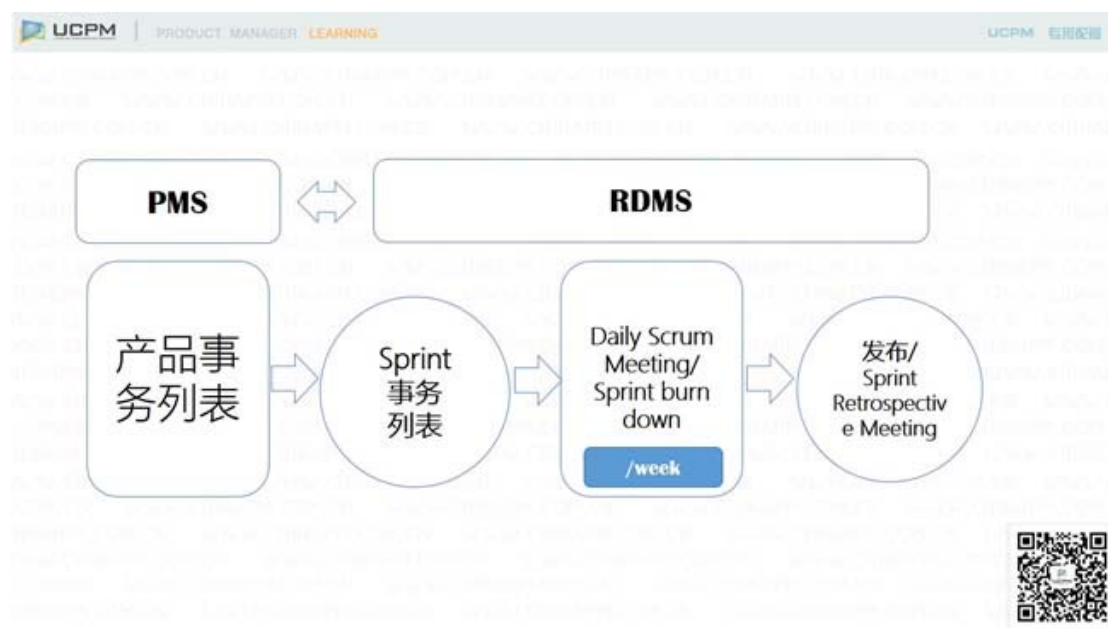 UCPM PRODUCT MANAGER LEARNING
UCPM
PMS
RDMS
产品事
务列表
Sprint
事务
列表
Daily Scrum
Meeting/
Sprint burn
down
/week
发布/
Sprint
Retrospectiv
e Meeting